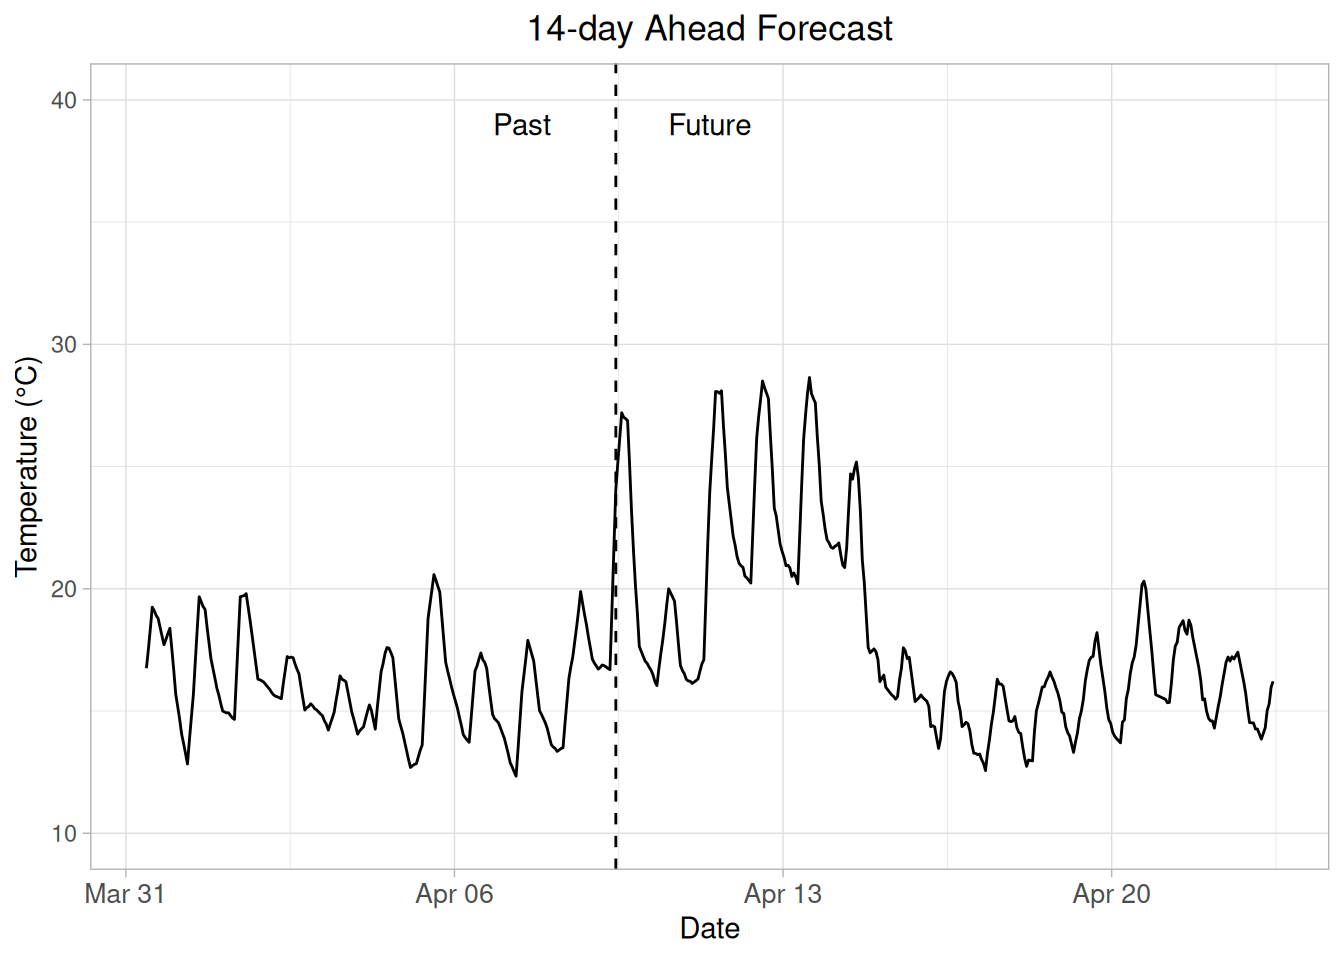 14-day Ahead Forecast
Past
Future
40
30
20
10
Temperature (°C)
Mar 31
Apr 06
Apr 13
Apr 20
Date